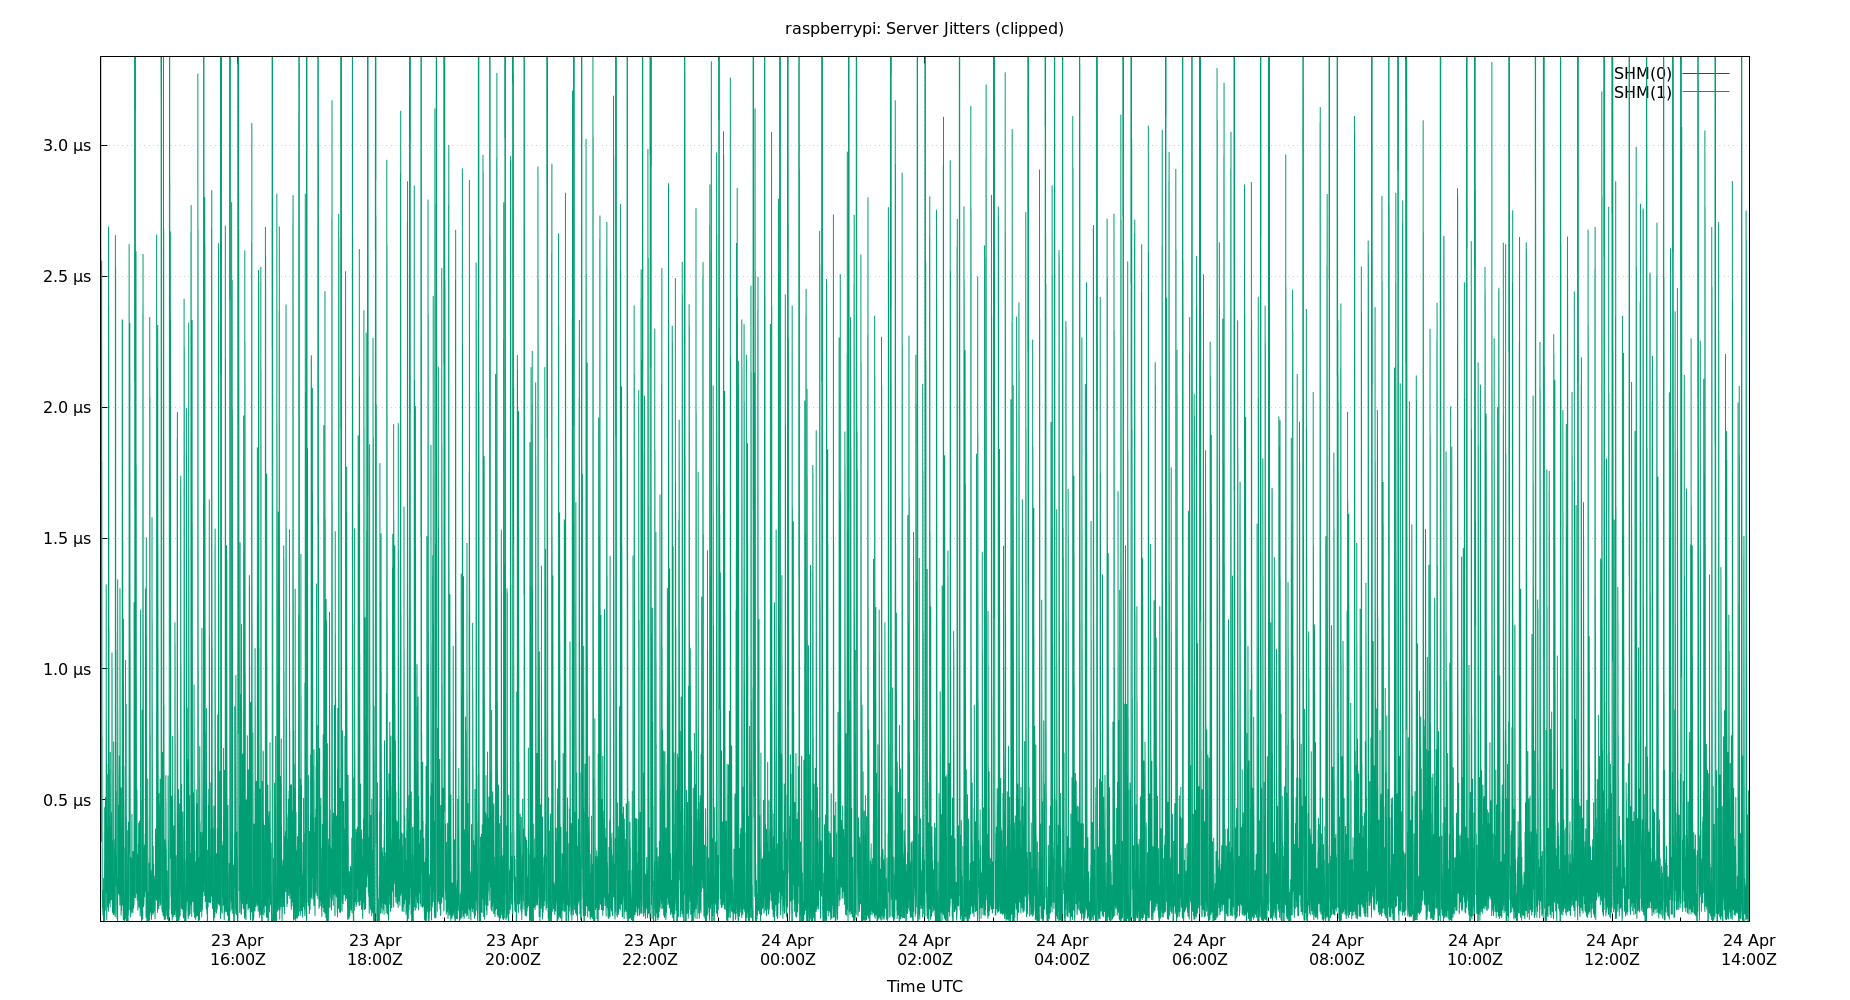 raspberrypi: Server Jitters (clipped)
SHM(0)
SHM(1)
3.0 µs
2.5 µs
2.0 µs
1.5 µs
1.0 µs
0.5 µs
23 Apr 23 Apr 23 Apr 23 Apr 24 Apr 24 Apr 24 Apr 24 Apr 24 Apr 24 Apr 24 Apr 24 Apr
16:00Z 18:00Z 20:00Z 22:00Z 00:00Z 02:00Z 04:00Z 06:00Z 08:00Z 10:00Z 12:00Z 14:00Z
Time UTC